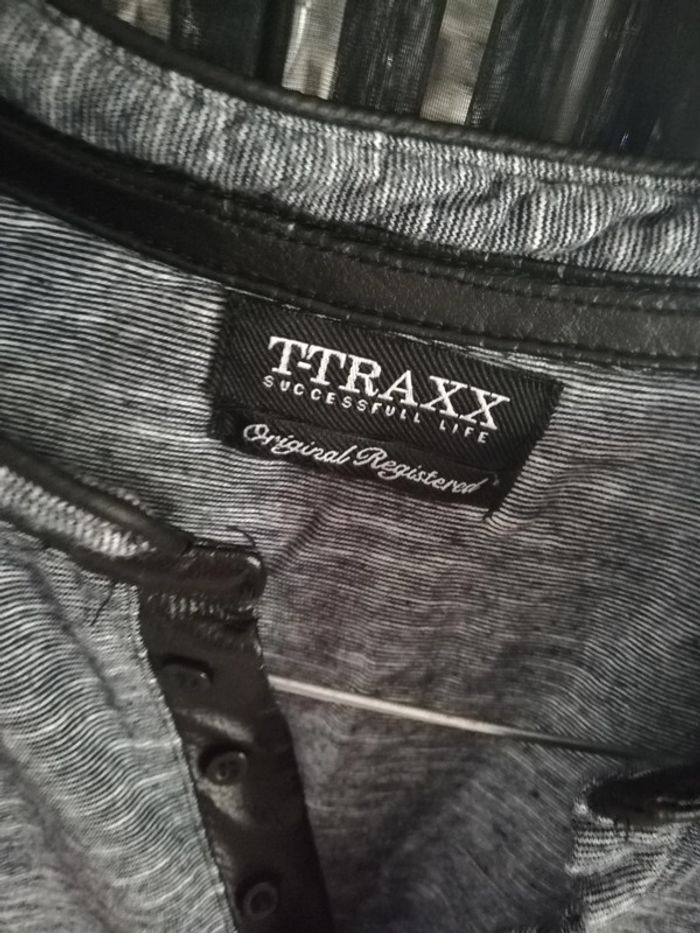 T-TRAXX
SUCCESSFULL LIFE
Original Registered